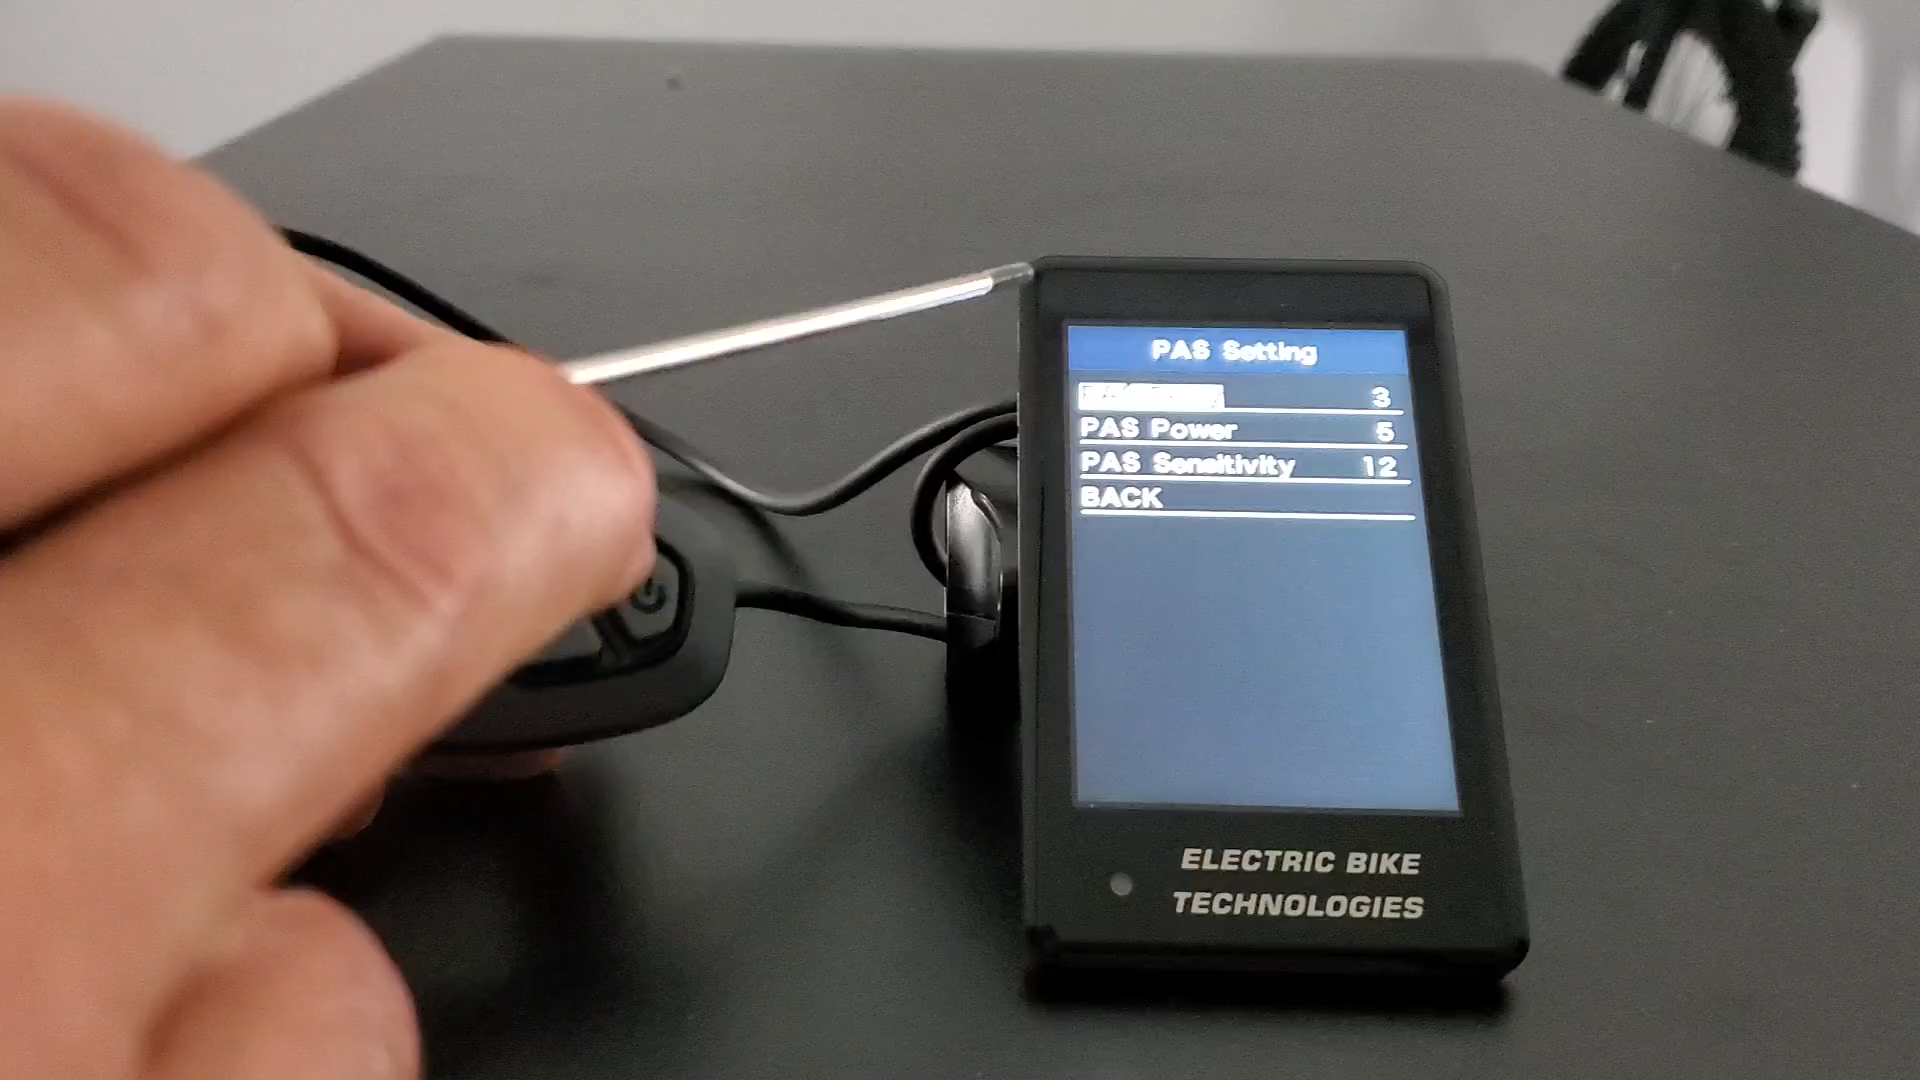 PAS Setting
3
PAS Power 5
PAS Sensitivity 12
BACK
ELECTRIC BIKE
TECHNOLOGIES